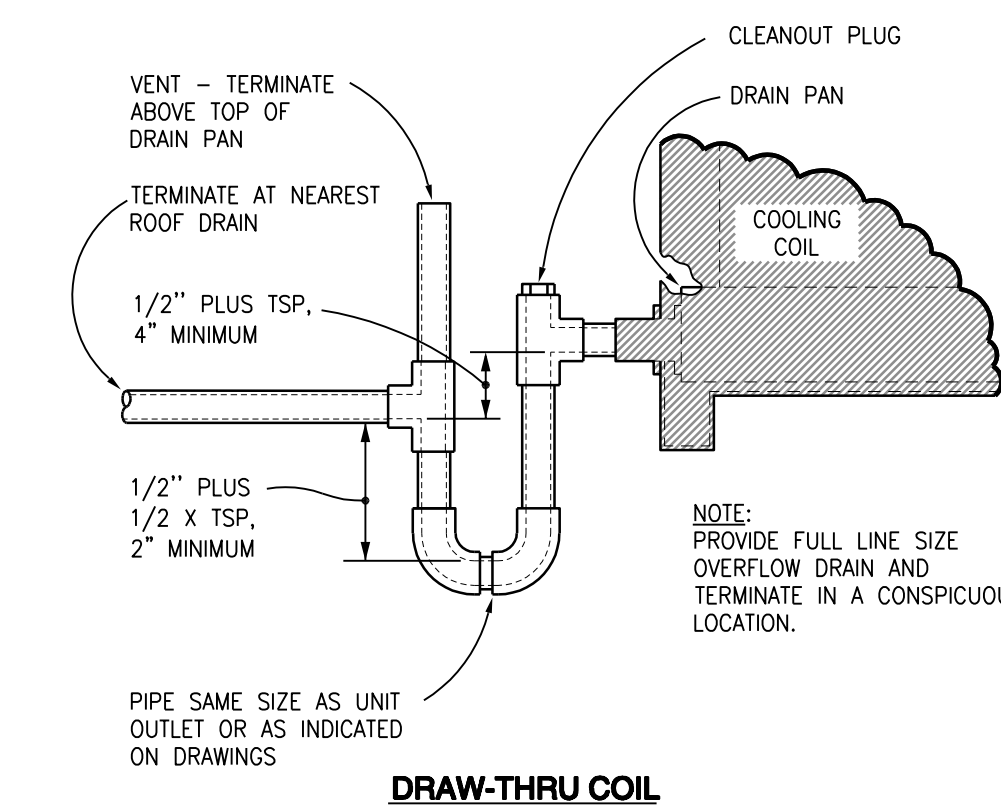 CLEANOUT PLUG
VENT - TERMINATE
ABOVE TOP OF
DRAIN PAN
DRAIN PAN
TERMINATE AT NEAREST
ROOF DRAIN
COOLING
COIL
1/2'' PLUS TSP,
4" MINIMUM
1/2'' PLUS
1/2 X TSP,
2" MINIMUM
NOTE:
PROVIDE FULL LINE SIZE
OVERFLOW DRAIN AND
TERMINATE IN A CONSPICUOU
LOCATION.
PIPE SAME SIZE AS UNIT
OUTLET OR AS INDICATED
ON DRAWINGS
DRAW-THRU COIL